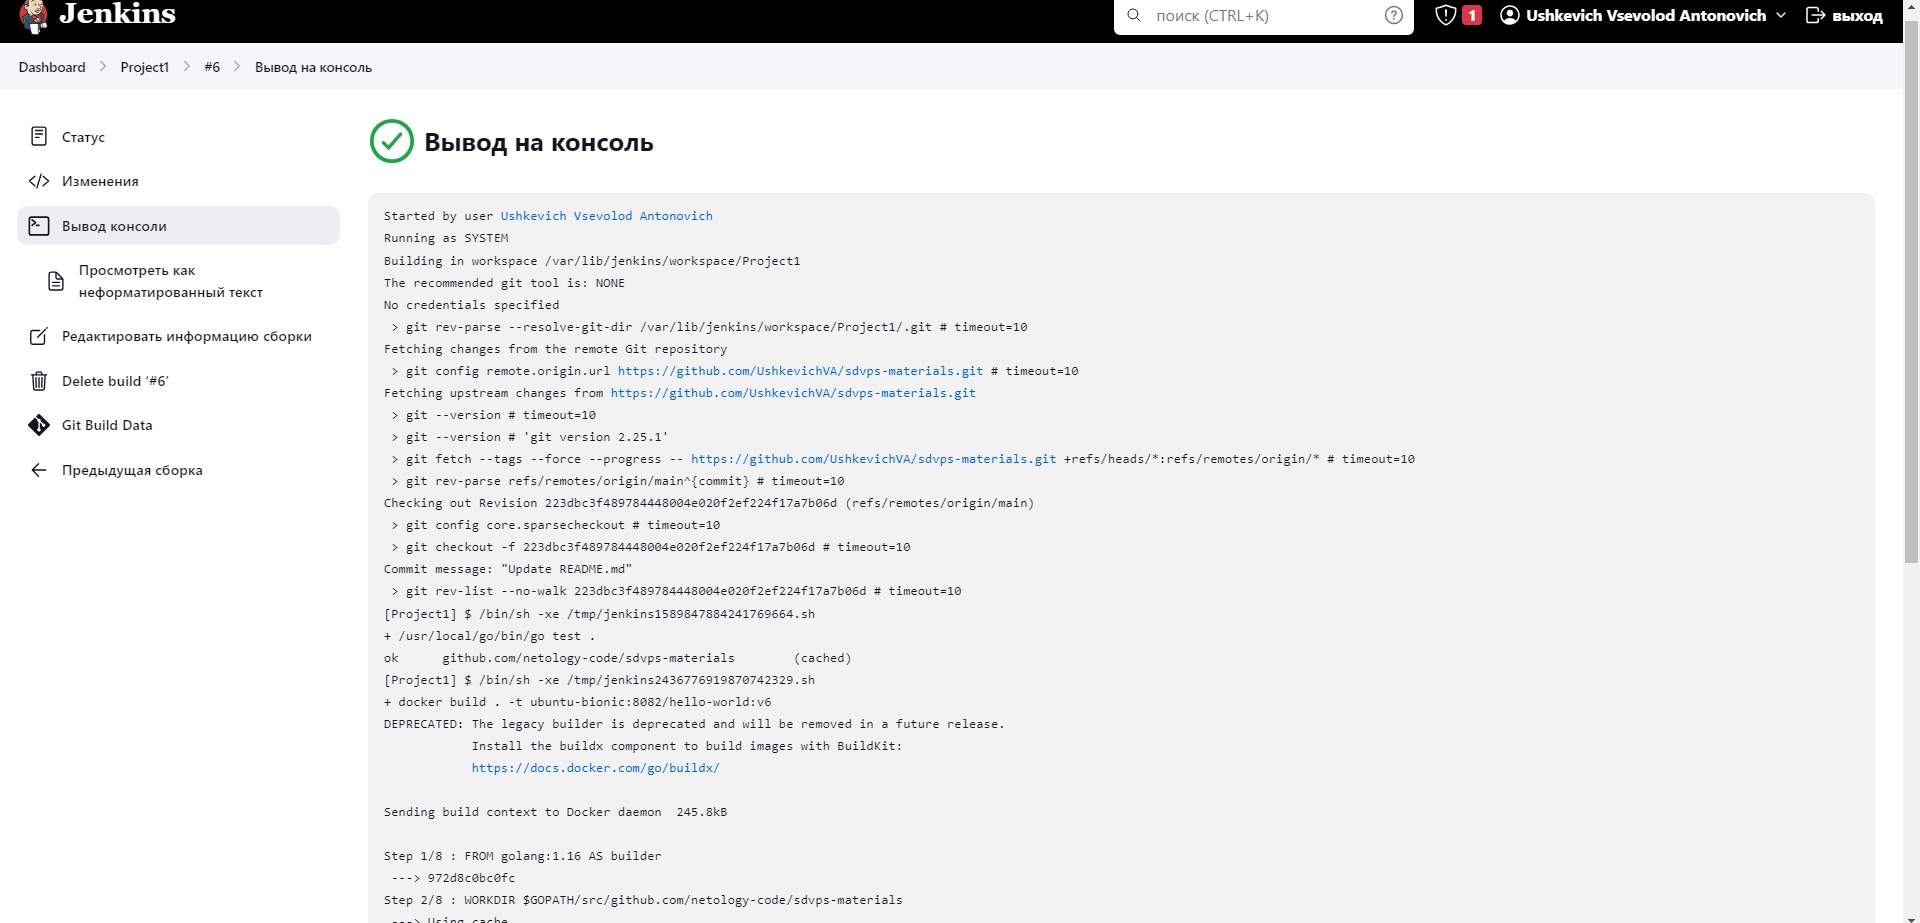 Jenkins
поиск (CTRL+K)
1
Ushkevich Vsevolod Antonovich
выход
Dashboard
Project1
#6
Вывод на консоль
Статус
Изменения
Вывод консоли
Просмотреть как
неформатированный текст
Редактировать информацию сборки
Delete build ‘#6’
Git Build Data
Предыдущая сборка
Вывод на консоль
Started by user Ushkevich Vsevolod Antonovich
Running as SYSTEM
Building in workspace /var/lib/jenkins/workspace/Project1
The recommended git tool is: NONE
No credentials specified
 > git rev-parse --resolve-git-dir /var/lib/jenkins/workspace/Project1/.git # timeout=10
Fetching changes from the remote Git repository
 > git config remote.origin.url https://github.com/UshkevichVA/sdvps-materials.git # timeout=10
Fetching upstream changes from https://github.com/UshkevichVA/sdvps-materials.git
 > git --version # timeout=10
 > git --version # 'git version 2.25.1'
 > git fetch --tags --force --progress -- https://github.com/UshkevichVA/sdvps-materials.git +refs/heads/*:refs/remotes/origin/* # timeout=10
 > git rev-parse refs/remotes/origin/main^{commit} # timeout=10
Checking out Revision 223dbc3f489784448004e020f2ef224f17a7b06d (refs/remotes/origin/main)
 > git config core.sparsecheckout # timeout=10
 > git checkout -f 223dbc3f489784448004e020f2ef224f17a7b06d # timeout=10
Commit message: "Update README.md"
 > git rev-list --no-walk 223dbc3f489784448004e020f2ef224f17a7b06d # timeout=10
[Project1] $ /bin/sh -xe /tmp/jenkins1589847884241769664.sh
+ /usr/local/go/bin/go test .
ok      github.com/netology-code/sdvps-materials        (cached)
[Project1] $ /bin/sh -xe /tmp/jenkins2436776919870742329.sh
+ docker build . -t ubuntu-bionic:8082/hello-world:v6
DEPRECATED: The legacy builder is deprecated and will be removed in a future release.
            Install the buildx component to build images with BuildKit:
            https://docs.docker.com/go/buildx/
Sending build context to Docker daemon  245.8kB
Step 1/8 : FROM golang:1.16 AS builder
 ---> 972d8c0bc0fc
Step 2/8 : WORKDIR $GOPATH/src/github.com/netology-code/sdvps-materials
 ---> Using cache